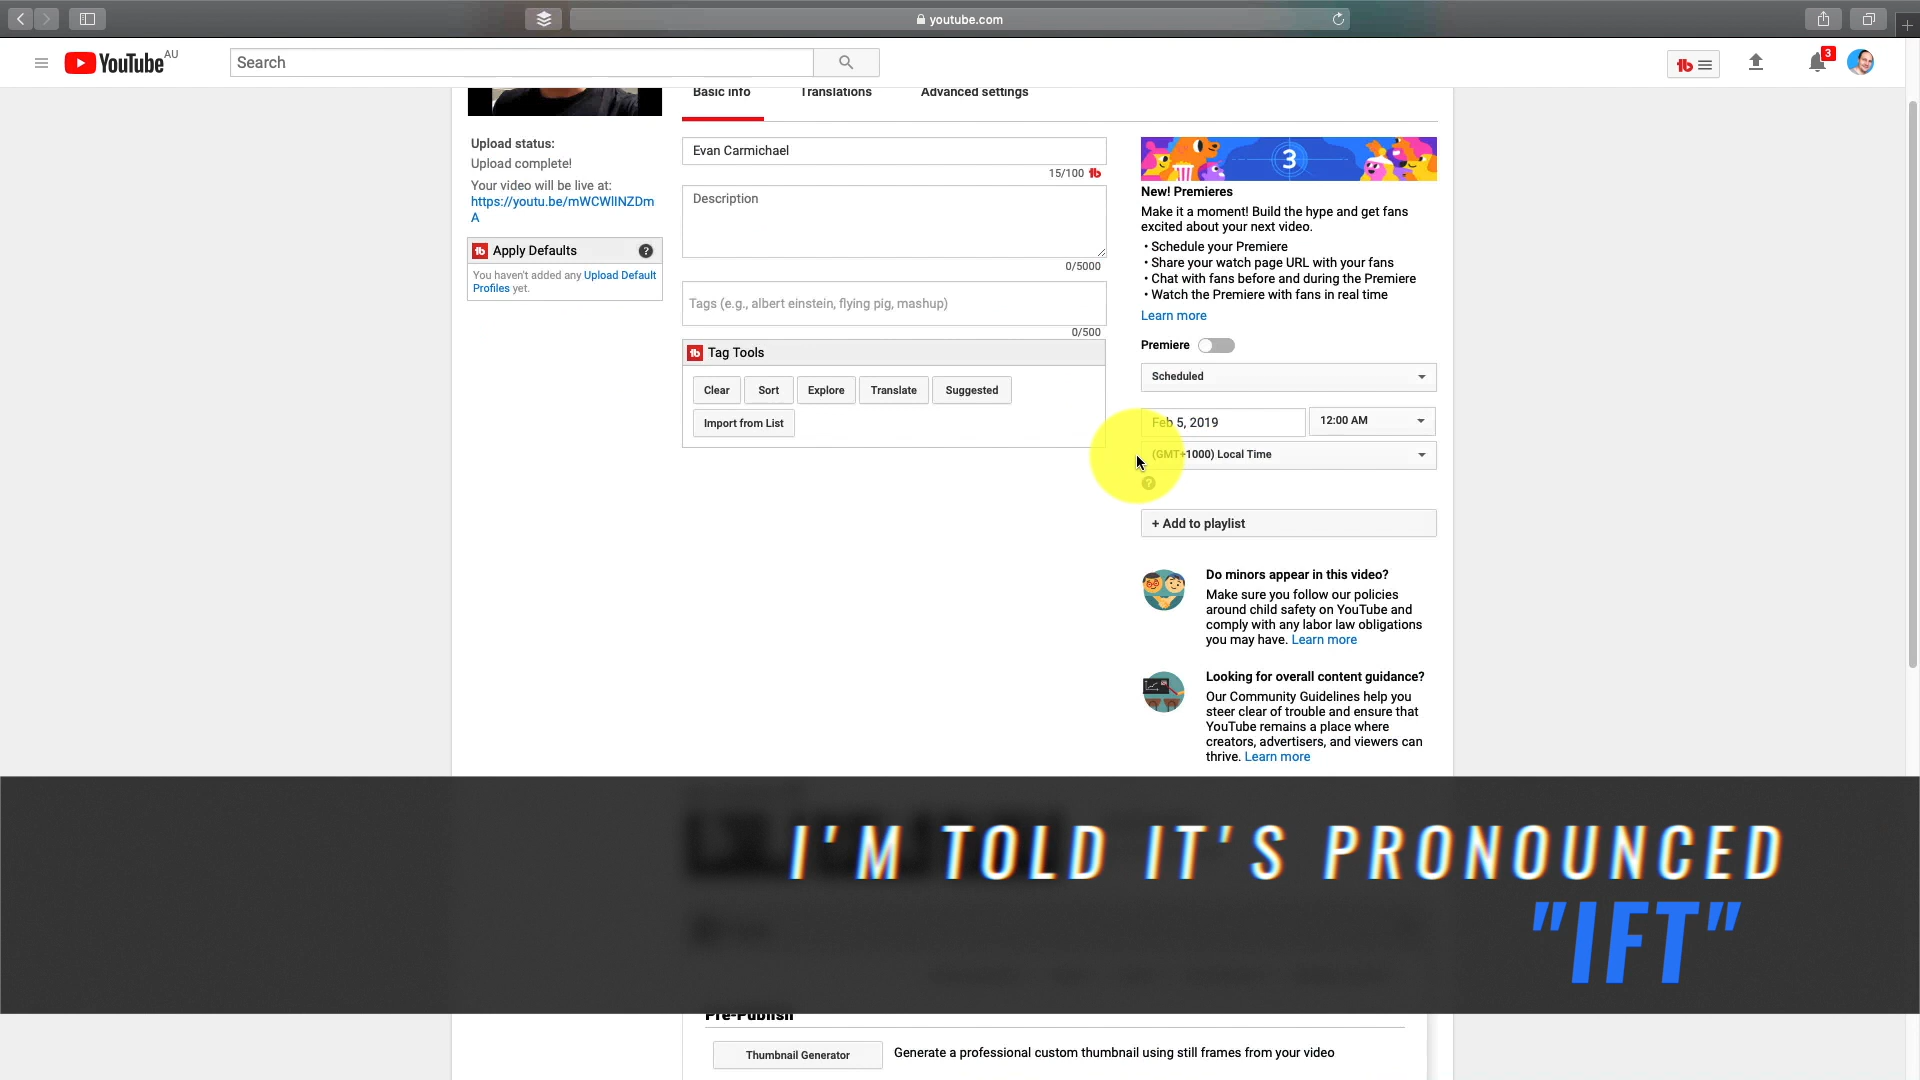 youtube.com
YouTube AU
Search
3
Basic info
Translations
Advanced settings
Upload status:
Upload complete!
Your video will be live at:
https://youtu.be/mWCWlINZDm
A
Apply Defaults
?
You haven't added any Upload Default
Profiles yet.
Evan Carmichael
15/100
Description
0/5000
Tags (e.g., albert einstein, flying pig, mashup)
0/500
Tag Tools
Clear
Sort
Explore
Translate
Suggested
Import from List
3
New! Premieres
Make it a moment! Build the hype and get fans
excited about your next video.
• Schedule your Premiere
• Share your watch page URL with your fans
• Chat with fans before and during the Premiere
• Watch the Premiere with fans in real time
Learn more
Premiere
Scheduled
Feb 5, 2019
12:00 AM
(GMT+1000) Local Time
?
+ Add to playlist
Do minors appear in this video?
Make sure you follow our policies
around child safety on YouTube and
comply with any labor law obligations
you may have. Learn more
Looking for overall content guidance?
Our Community Guidelines help you
steer clear of trouble and ensure that
YouTube remains a place where
creators, advertisers, and viewers can
thrive. Learn more
I'M TOLD IT'S PRONOUNCED
"IFT"
Pre-Publish
Thumbnail Generator
Generate a professional custom thumbnail using still frames from your video